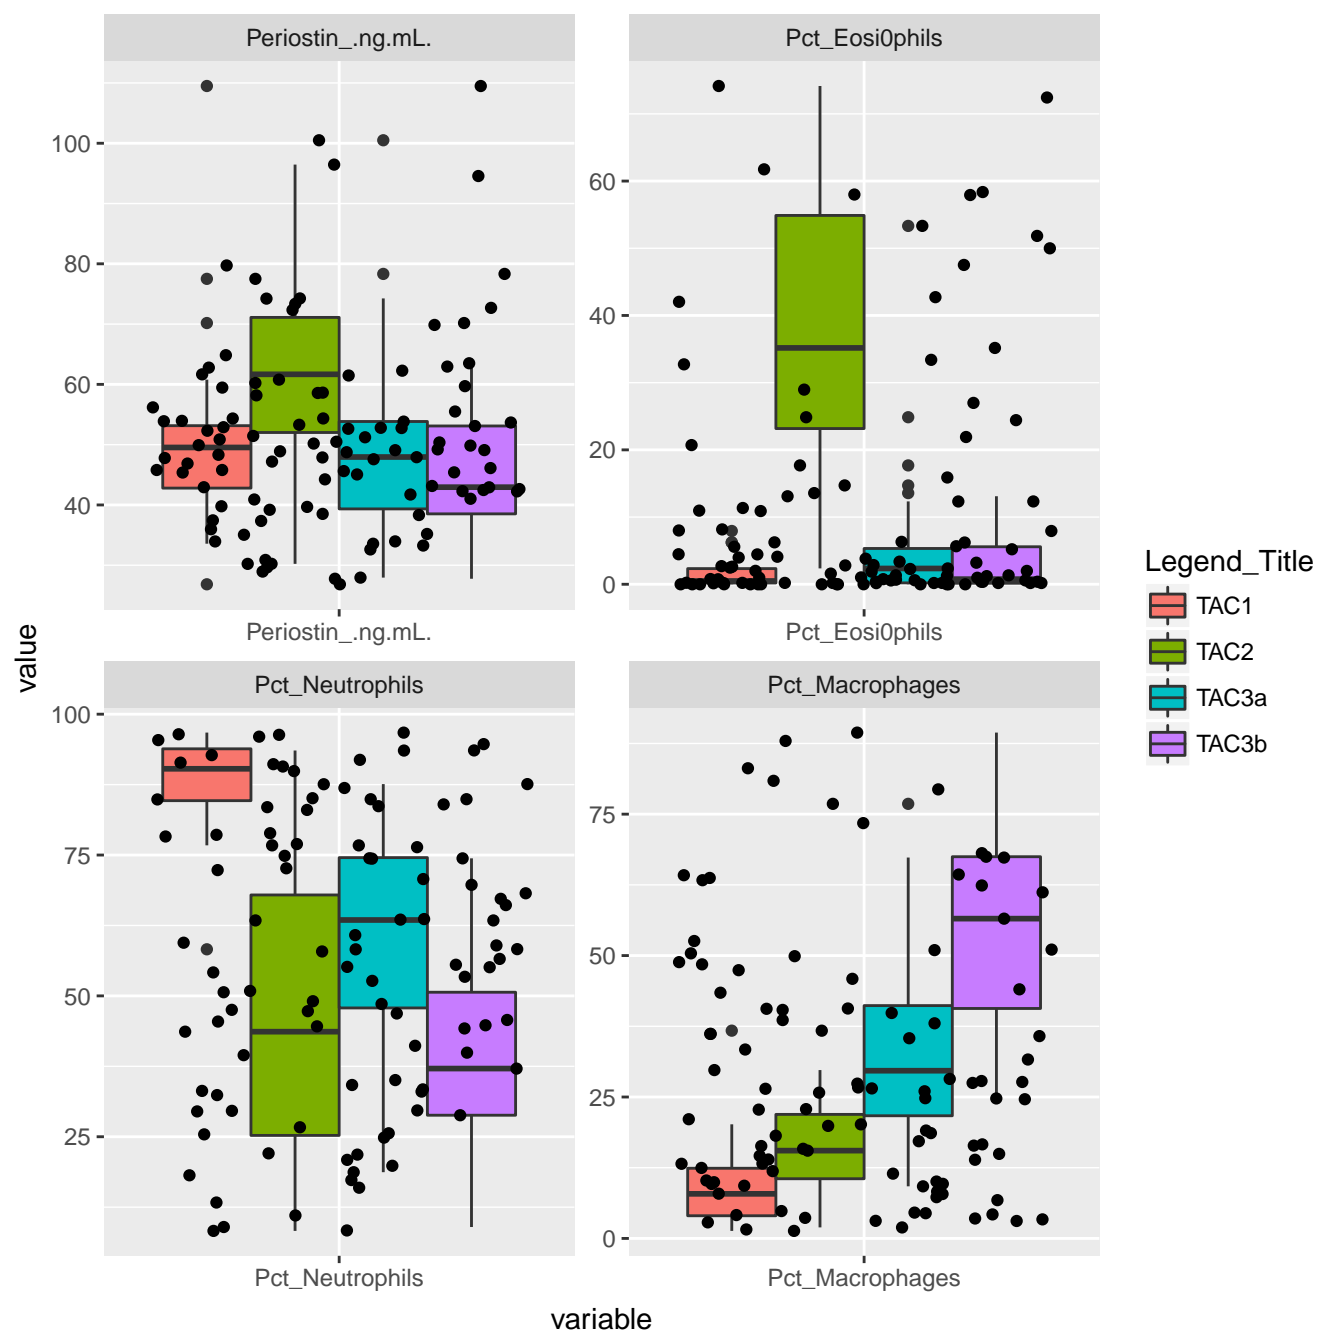 Periostin_.ng.mL.
Pct_Eosi0phils
100
80
60
40
60
40
20
0
Periostin_.ng.mL.
Pct_Eosi0phils
value
Pct_Neutrophils
Pct_Macrophages
100
75
50
25
75
50
25
0
Pct_Neutrophils
Pct_Macrophages
variable
Legend_Title
TAC1
TAC2
TAC3a
TAC3b